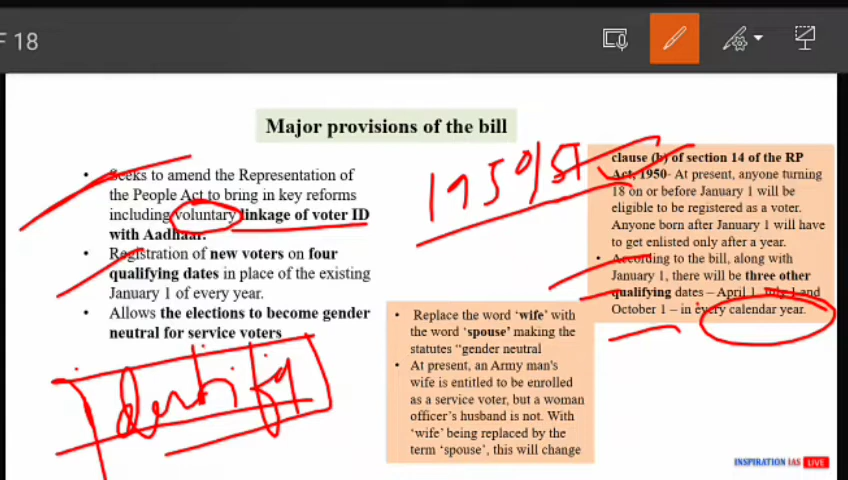 F 18
Major provisions of the bill
• Seeks to amend the Representation of
the People Act to bring in key reforms
including voluntary linkage of voter ID
with Aadhaar.
• Registration of new voters on four
qualifying dates in place of the existing
January 1 of every year.
• Allows the elections to become gender
neutral for service voters
Identity
• Replace the word ‘wife’ with
the word ‘spouse’ making the
statutes “gender neutral
• At present, an Army man's
wife is entitled to be enrolled
as a service voter, but a woman
officer's husband is not. With
‘wife’ being replaced by the
term ‘spouse’, this will change
1950/51
clause (b) of section 14 of the RP
Act, 1950- At present, anyone turning
18 on or before January 1 will be
eligible to be registered as a voter.
Anyone born after January 1 will have
to get enlisted only after a year.
• According to the bill, along with
January 1, there will be three other
qualifying dates – April 1, July 1 and
October 1 – in every calendar year.
INSPIRATION IAS LIVE